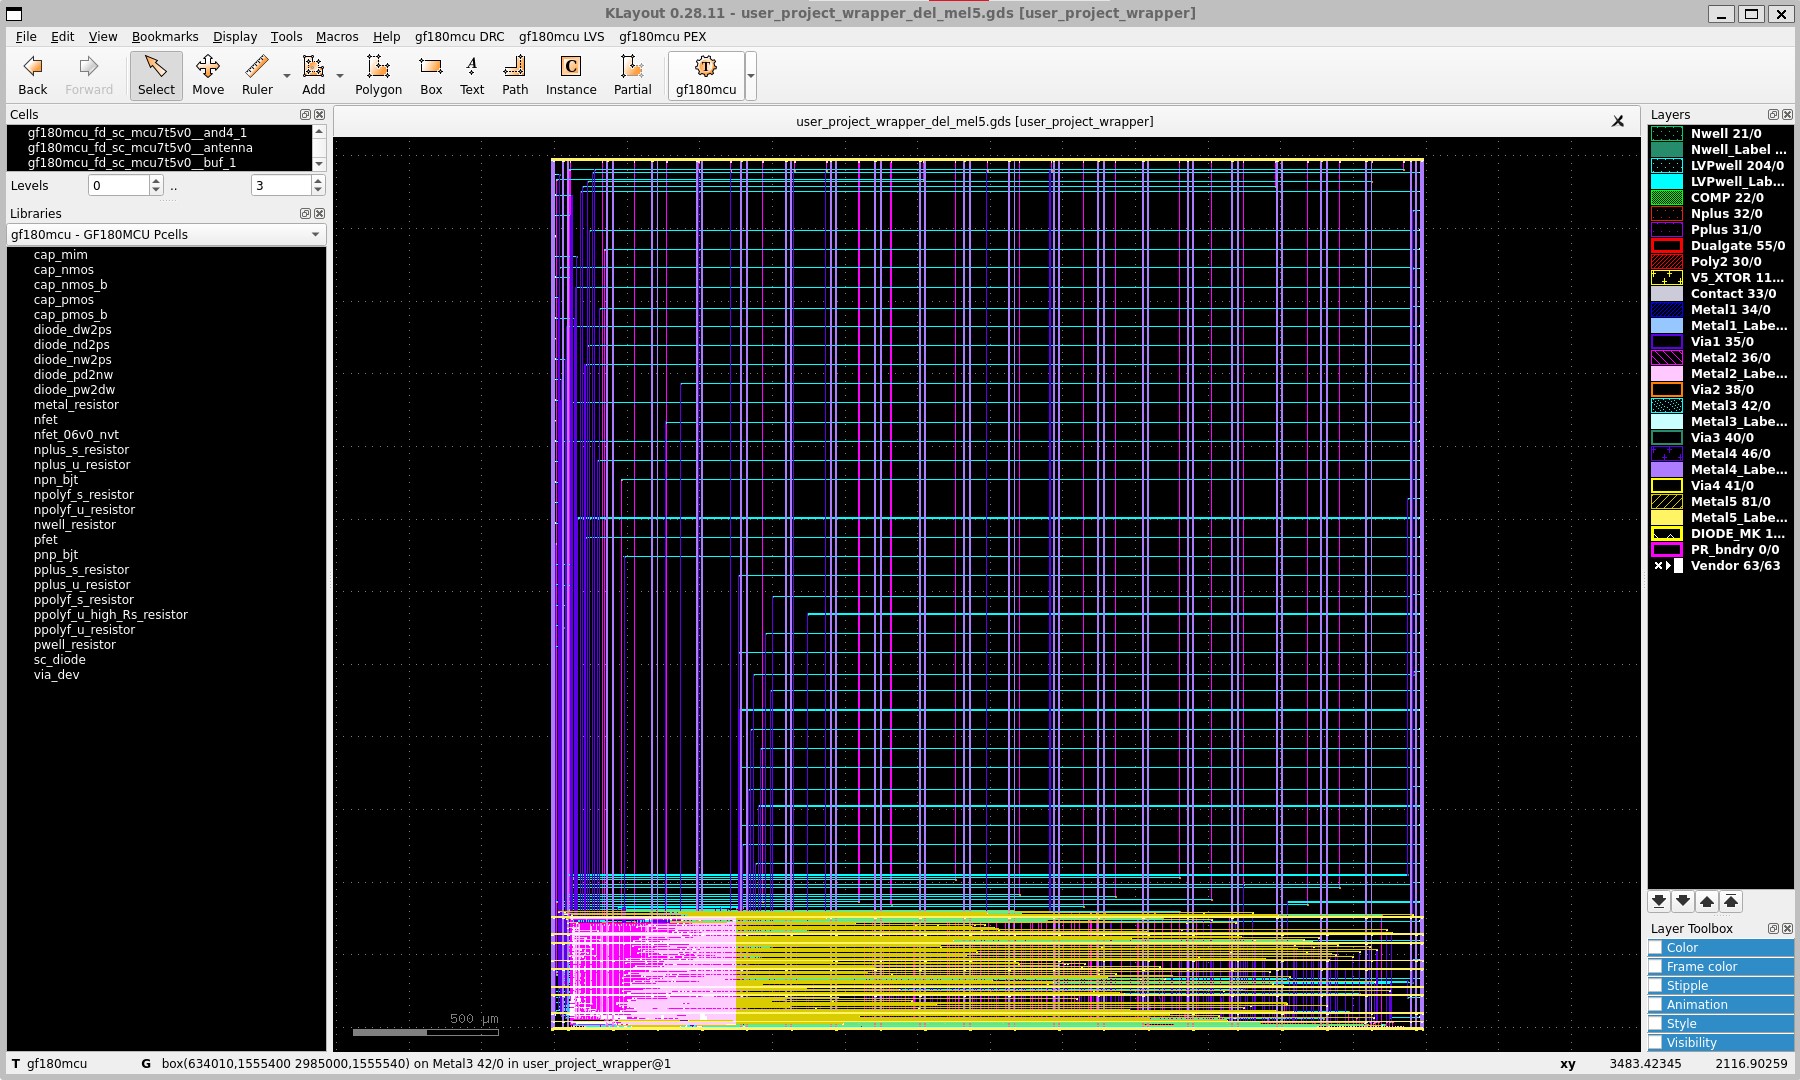 KLayout 0.28.11 - user_project_wrapper_del_mel5.gds [user_project_wrapper]
File Edit View Bookmarks Display Tools Macros Help gf180mcu DRC gf180mcu LVS gf180mcu PEX
Back Forward Select Move Ruler Add Polygon Box Text Path Instance Partial gf180mcu
Cells
gf180mcu_fd_sc_mcu7t5v0__and4_1
gf180mcu_fd_sc_mcu7t5v0__antenna
gf180mcu_fd_sc_mcu7t5v0__buf_1
Levels 0 .. 3
Libraries
gf180mcu - GF180MCU Pcells
cap_mim
cap_nmos
cap_nmos_b
cap_pmos
cap_pmos_b
diode_dw2ps
diode_nd2ps
diode_nw2ps
diode_pd2nw
diode_pw2dw
metal_resistor
nfet
nfet_06v0_nvt
nplus_s_resistor
nplus_u_resistor
npn_bjt
npolyf_s_resistor
npolyf_u_resistor
nwell_resistor
pfet
pnp_bjt
pplus_s_resistor
pplus_u_resistor
ppolyf_s_resistor
ppolyf_u_high_Rs_resistor
ppolyf_u_resistor
pwell_resistor
sc_diode
via_dev
user_project_wrapper_del_mel5.gds [user_project_wrapper]
500 µm
Layers
Nwell 21/0
Nwell_Label ...
LVPwell 204/0
LVPwell_Lab...
COMP 22/0
Nplus 32/0
Pplus 31/0
Dualgate 55/0
Poly2 30/0
V5_XTOR 11...
Contact 33/0
Metal1 34/0
Metal1_Labe...
Via1 35/0
Metal2 36/0
Metal2_Labe...
Via2 38/0
Metal3 42/0
Metal3_Labe...
Via3 40/0
Metal4 46/0
Metal4_Labe...
Via4 41/0
Metal5 81/0
Metal5_Labe...
DIODE_MK 1...
PR_bndry 0/0
Vendor 63/63
Layer Toolbox
Color
Frame color
Stipple
Animation
Style
Visibility
T gf180mcu G box(634010,1555400 2985000,1555540) on Metal3 42/0 in user_project_wrapper@1 xy 3483.42345 2116.90259